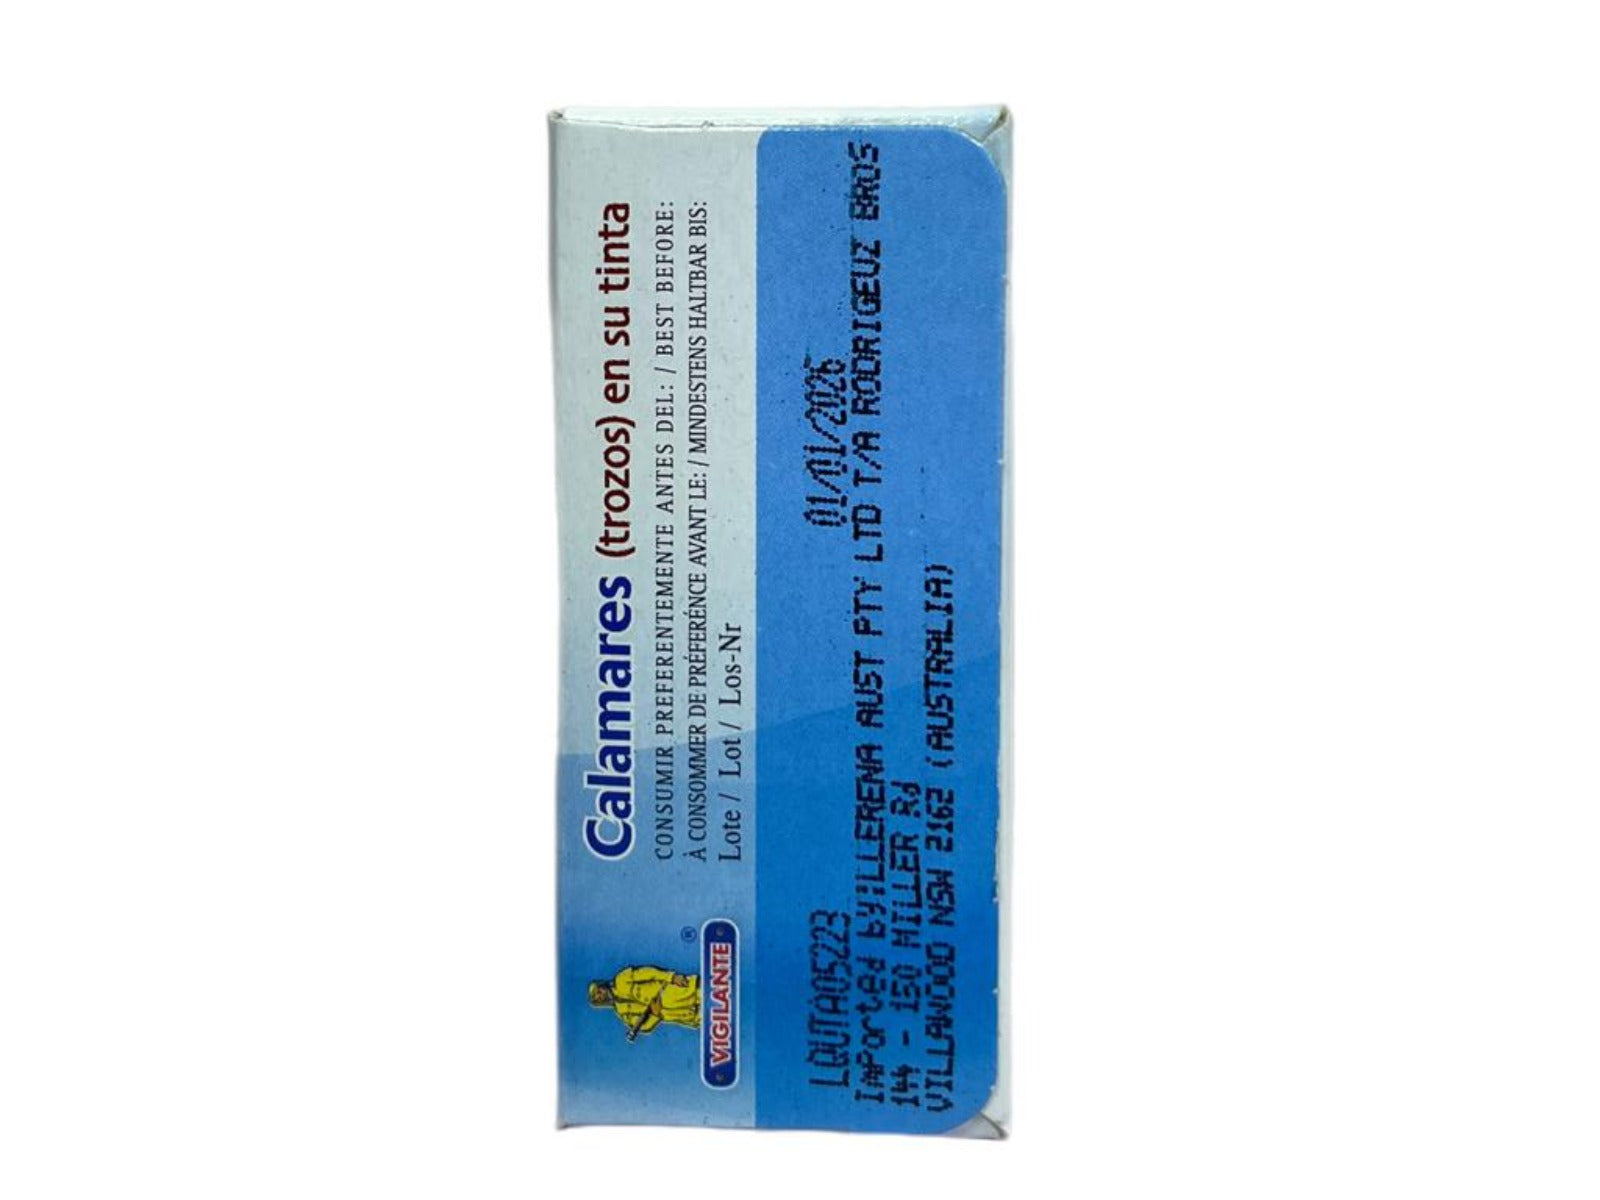 Calamares (trozos) en su tinta
CONSUMIR PREFERENTEMENTE ANTES DEL: / BEST BEFORE:
À CONSOMMER DE PRÉFERÉNCE AVANT LE: / MINDESTENS HALTBAR BIS:
Lote / Lot / Los-Nr
®
VIGILANTE
LQUTA05223 01/01/2026
Imported by:LLERENA AUST PTY LTD T/A RODRIGEUZ BROS
144 - 150 MILLER Rd
VILLAWOOD NSW 2162 (AUSTRALIA)